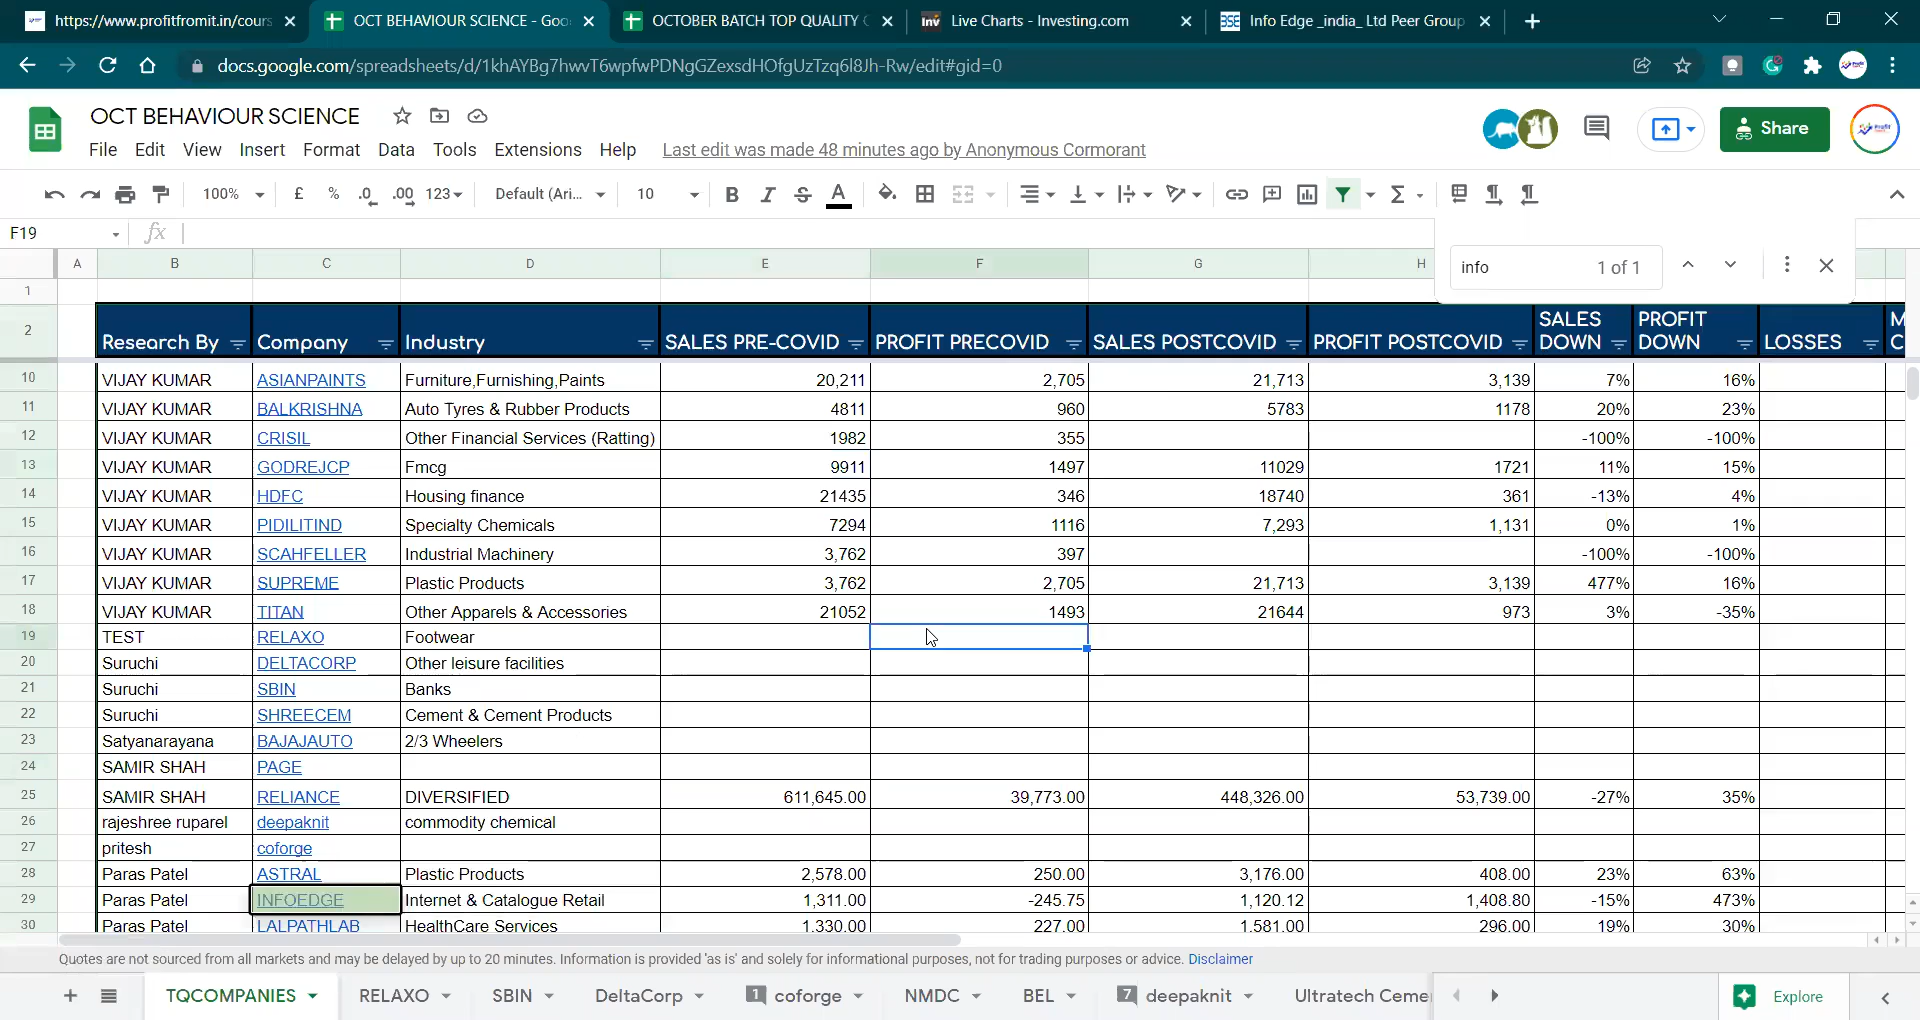 https://www.profitfromit.in/cours
OCT BEHAVIOUR SCIENCE - Goo
OCTOBER BATCH TOP QUALITY C
Inv Live Charts - Investing.com
BSE Info Edge _india_ Ltd Peer Group
docs.google.com/spreadsheets/d/1khAYBg7hwvT6wpfwPDNgGZexsdHOfgUzTzq6l8Jh-Rw/edit#gid=0
OCT BEHAVIOUR SCIENCE
File Edit View Insert Format Data Tools Extensions Help Last edit was made 48 minutes ago by Anonymous Cormorant
Share
100% £ % .0 .00 123 Default (Ari... 10 B I S A
F19 fx
info 1 of 1
A B C D E F G H
1
2 Research By Company Industry SALES PRE-COVID PROFIT PRECOVID SALES POSTCOVID PROFIT POSTCOVID SALES DOWN PROFIT DOWN LOSSES M C
10 VIJAY KUMAR ASIANPAINTS Furniture,Furnishing,Paints 20,211 2,705 21,713 3,139 7% 16%
11 VIJAY KUMAR BALKRISHNA Auto Tyres & Rubber Products 4811 960 5783 1178 20% 23%
12 VIJAY KUMAR CRISIL Other Financial Services (Ratting) 1982 355 -100% -100%
13 VIJAY KUMAR GODREJCP Fmcg 9911 1497 11029 1721 11% 15%
14 VIJAY KUMAR HDFC Housing finance 21435 346 18740 361 -13% 4%
15 VIJAY KUMAR PIDILITIND Specialty Chemicals 7294 1116 7,293 1,131 0% 1%
16 VIJAY KUMAR SCAHFELLER Industrial Machinery 3,762 397 -100% -100%
17 VIJAY KUMAR SUPREME Plastic Products 3,762 2,705 21,713 3,139 477% 16%
18 VIJAY KUMAR TITAN Other Apparels & Accessories 21052 1493 21644 973 3% -35%
19 TEST RELAXO Footwear
20 Suruchi DELTACORP Other leisure facilities
21 Suruchi SBIN Banks
22 Suruchi SHREECEM Cement & Cement Products
23 Satyanarayana BAJAJAUTO 2/3 Wheelers
24 SAMIR SHAH PAGE
25 SAMIR SHAH RELIANCE DIVERSIFIED 611,645.00 39,773.00 448,326.00 53,739.00 -27% 35%
26 rajeshree ruparel deepaknit commodity chemical
27 pritesh coforge
28 Paras Patel ASTRAL Plastic Products 2,578.00 250.00 3,176.00 408.00 23% 63%
29 Paras Patel INFOEDGE Internet & Catalogue Retail 1,311.00 -245.75 1,120.12 1,408.80 -15% 473%
30 Paras Patel LALPATHLAB HealthCare Services 1,330.00 227.00 1,581.00 296.00 19% 30%
Quotes are not sourced from all markets and may be delayed by up to 20 minutes. Information is provided 'as is' and solely for informational purposes, not for trading purposes or advice. Disclaimer
TQCOMPANIES RELAXO SBIN DeltaCorp 1 coforge NMDC BEL 7 deepaknit Ultratech Ceme Explore